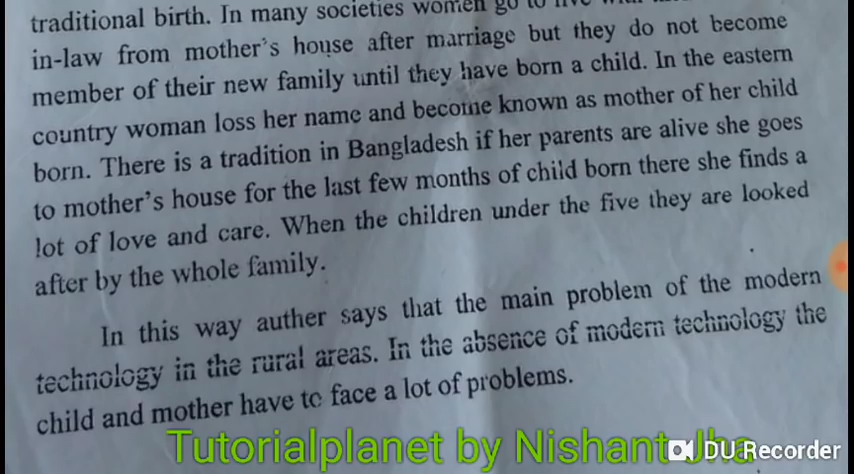 traditional birth. In many societies women go to live
in-law from mother's house after marriage but they do not become
member of their new family until they have born a child. In the eastern
country woman loss her name and become known as mother of her child
born. There is a tradition in Bangladesh if her parents are alive she goes
to mother's house for the last few months of child born there she finds a
lot of love and care. When the children under the five they are looked
after by the whole family.
In this way auther says that the main problem of the modern
technology in the rural areas. In the absence of modern technology the
child and mother have to face a lot of problems.
Tutorialplanet by Nishant Jha
DU Recorder